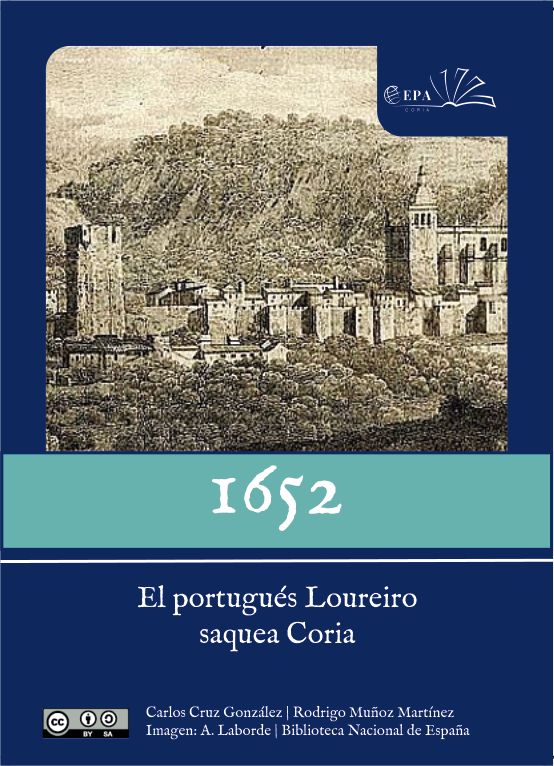 EPA
CORIA
1652
El portugués Loureiro
saquea Coria
Carlos Cruz González | Rodrigo Muñoz Martínez
Imagen: A. Laborde | Biblioteca Nacional de España
cc
BY SA